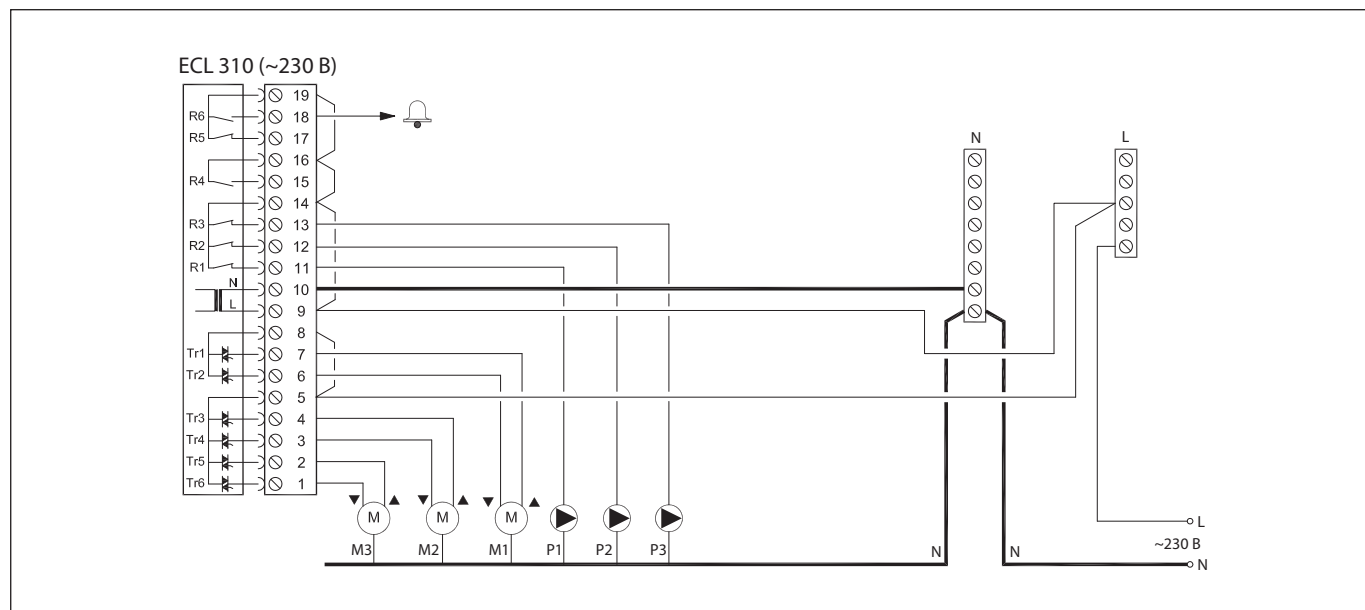 ECL 310 (~230 В)
19
R6 18
R5 17
16
R4 15
14
R3 13
R2 12
R1 11
N 10
L 9
8
Tr1 7
Tr2 6
5
Tr3 4
Tr4 3
Tr5 2
Tr6 1
N
L
M M M
M3 M2 M1 P1 P2 P3
N N
L
~230 В
N